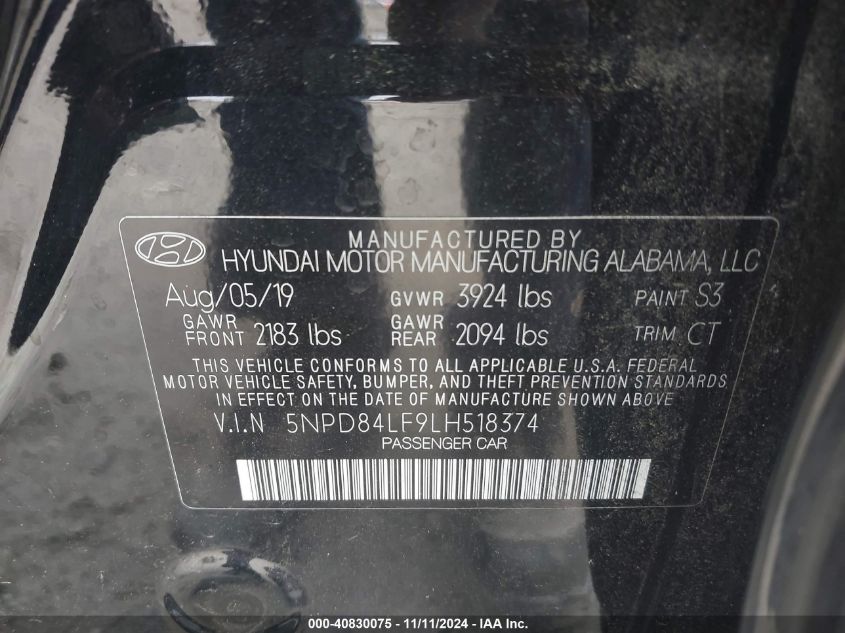 MANUFACTURED BY
HYUNDAI MOTOR MANUFACTURING ALABAMA, LLC
Aug/05/19 GVWR 3924 lbs PAINT S3
GAWR FRONT 2183 lbs GAWR REAR 2094 lbs TRIM CT
THIS VEHICLE CONFORMS TO ALL APPLICABLE U.S.A. FEDERAL
MOTOR VEHICLE SAFETY, BUMPER, AND THEFT PREVENTION STANDARDS
IN EFFECT ON THE DATE OF MANUFACTURE SHOWN ABOVE.
V.I.N 5NPD84LF9LH518374
PASSENGER CAR
000-40830075 - 11/11/2024 - IAA Inc.